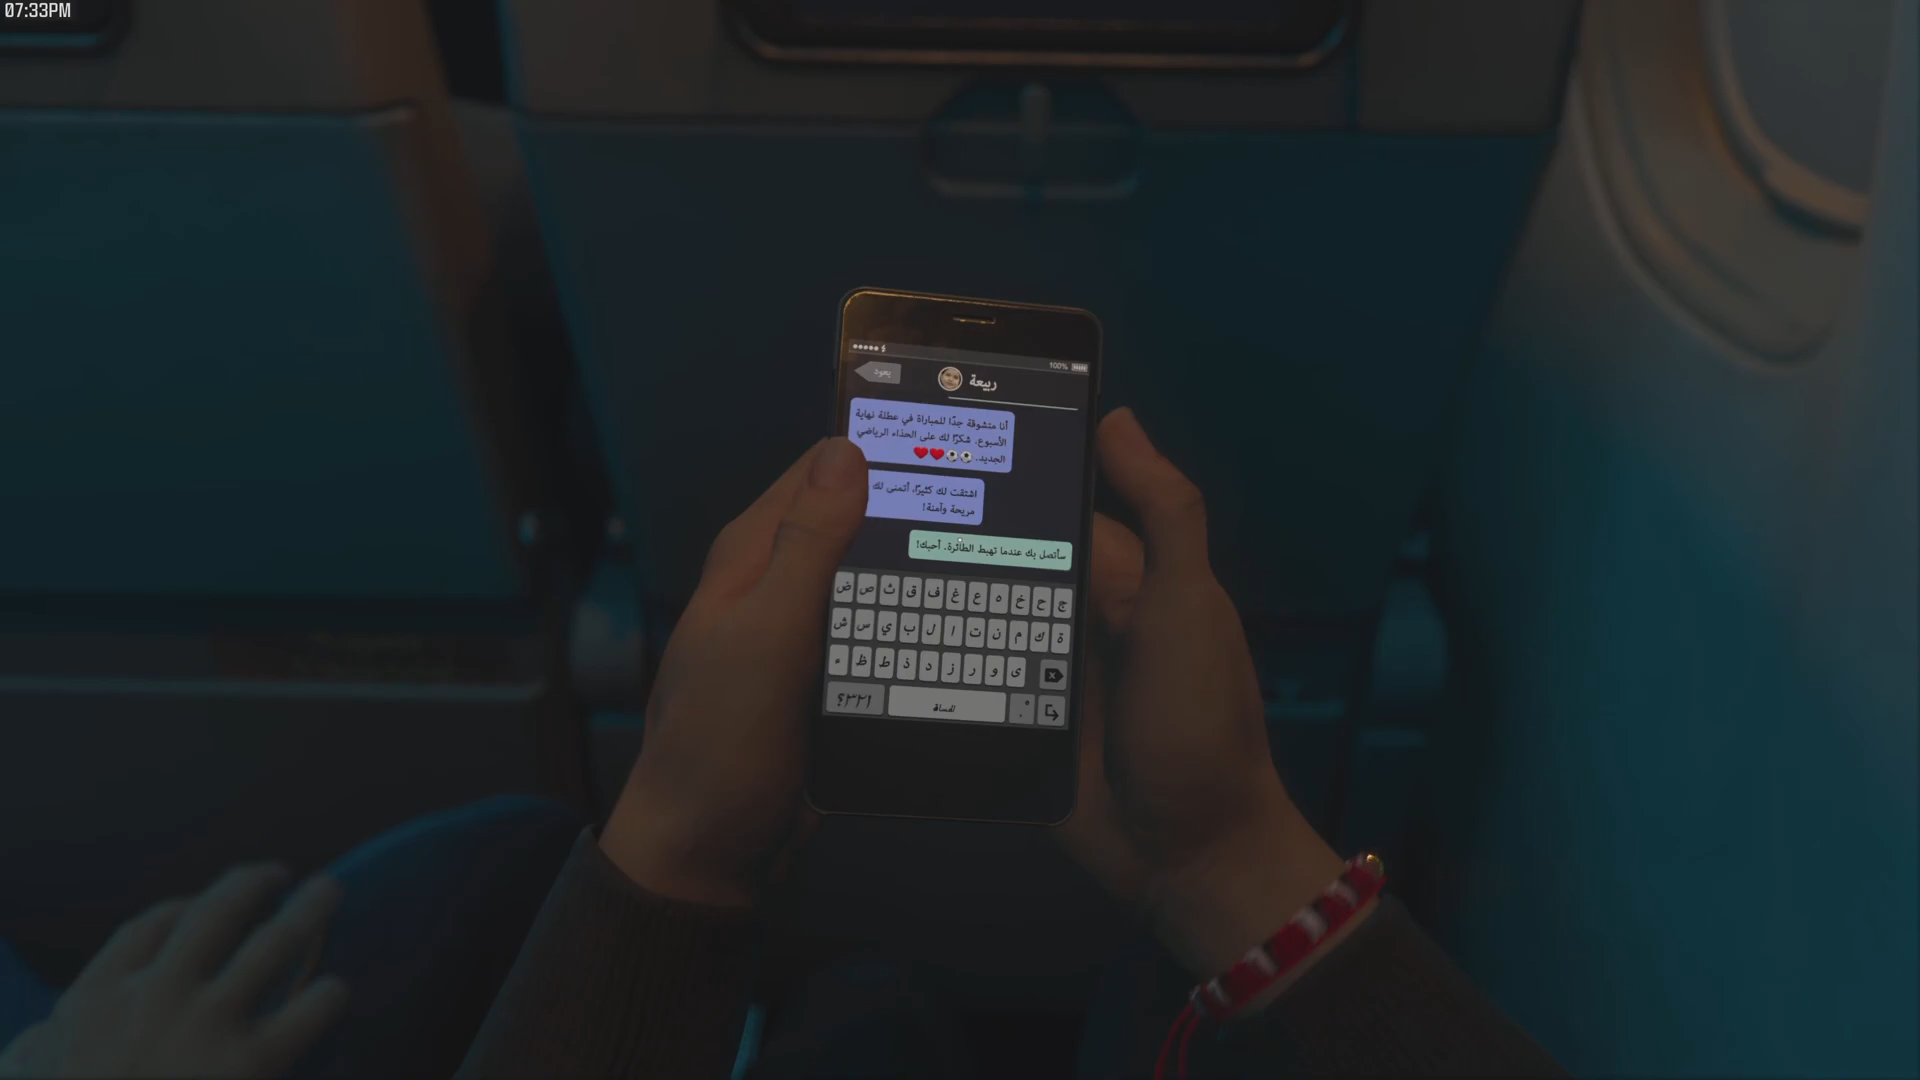 07:33PM
100%
يعود
ربيعة
أنا متشوقة جدًا للمباراة في عطلة نهاية
الأسبوع. شكرًا لك على الحذاء الرياضي
الجديد. ⚽⚽❤❤
اشتقت لك كثيرًا، أتمنى لك
مريحة وآمنة!
سأتصل بك عندما تهبط الطائرة. أحبك!
ض ص ث ق ف غ ع ه خ ح ج
ش س ي ب ل ا ت ن م ك ة
ء ظ ط ذ د ز ر و ى
؟٣٢١ .